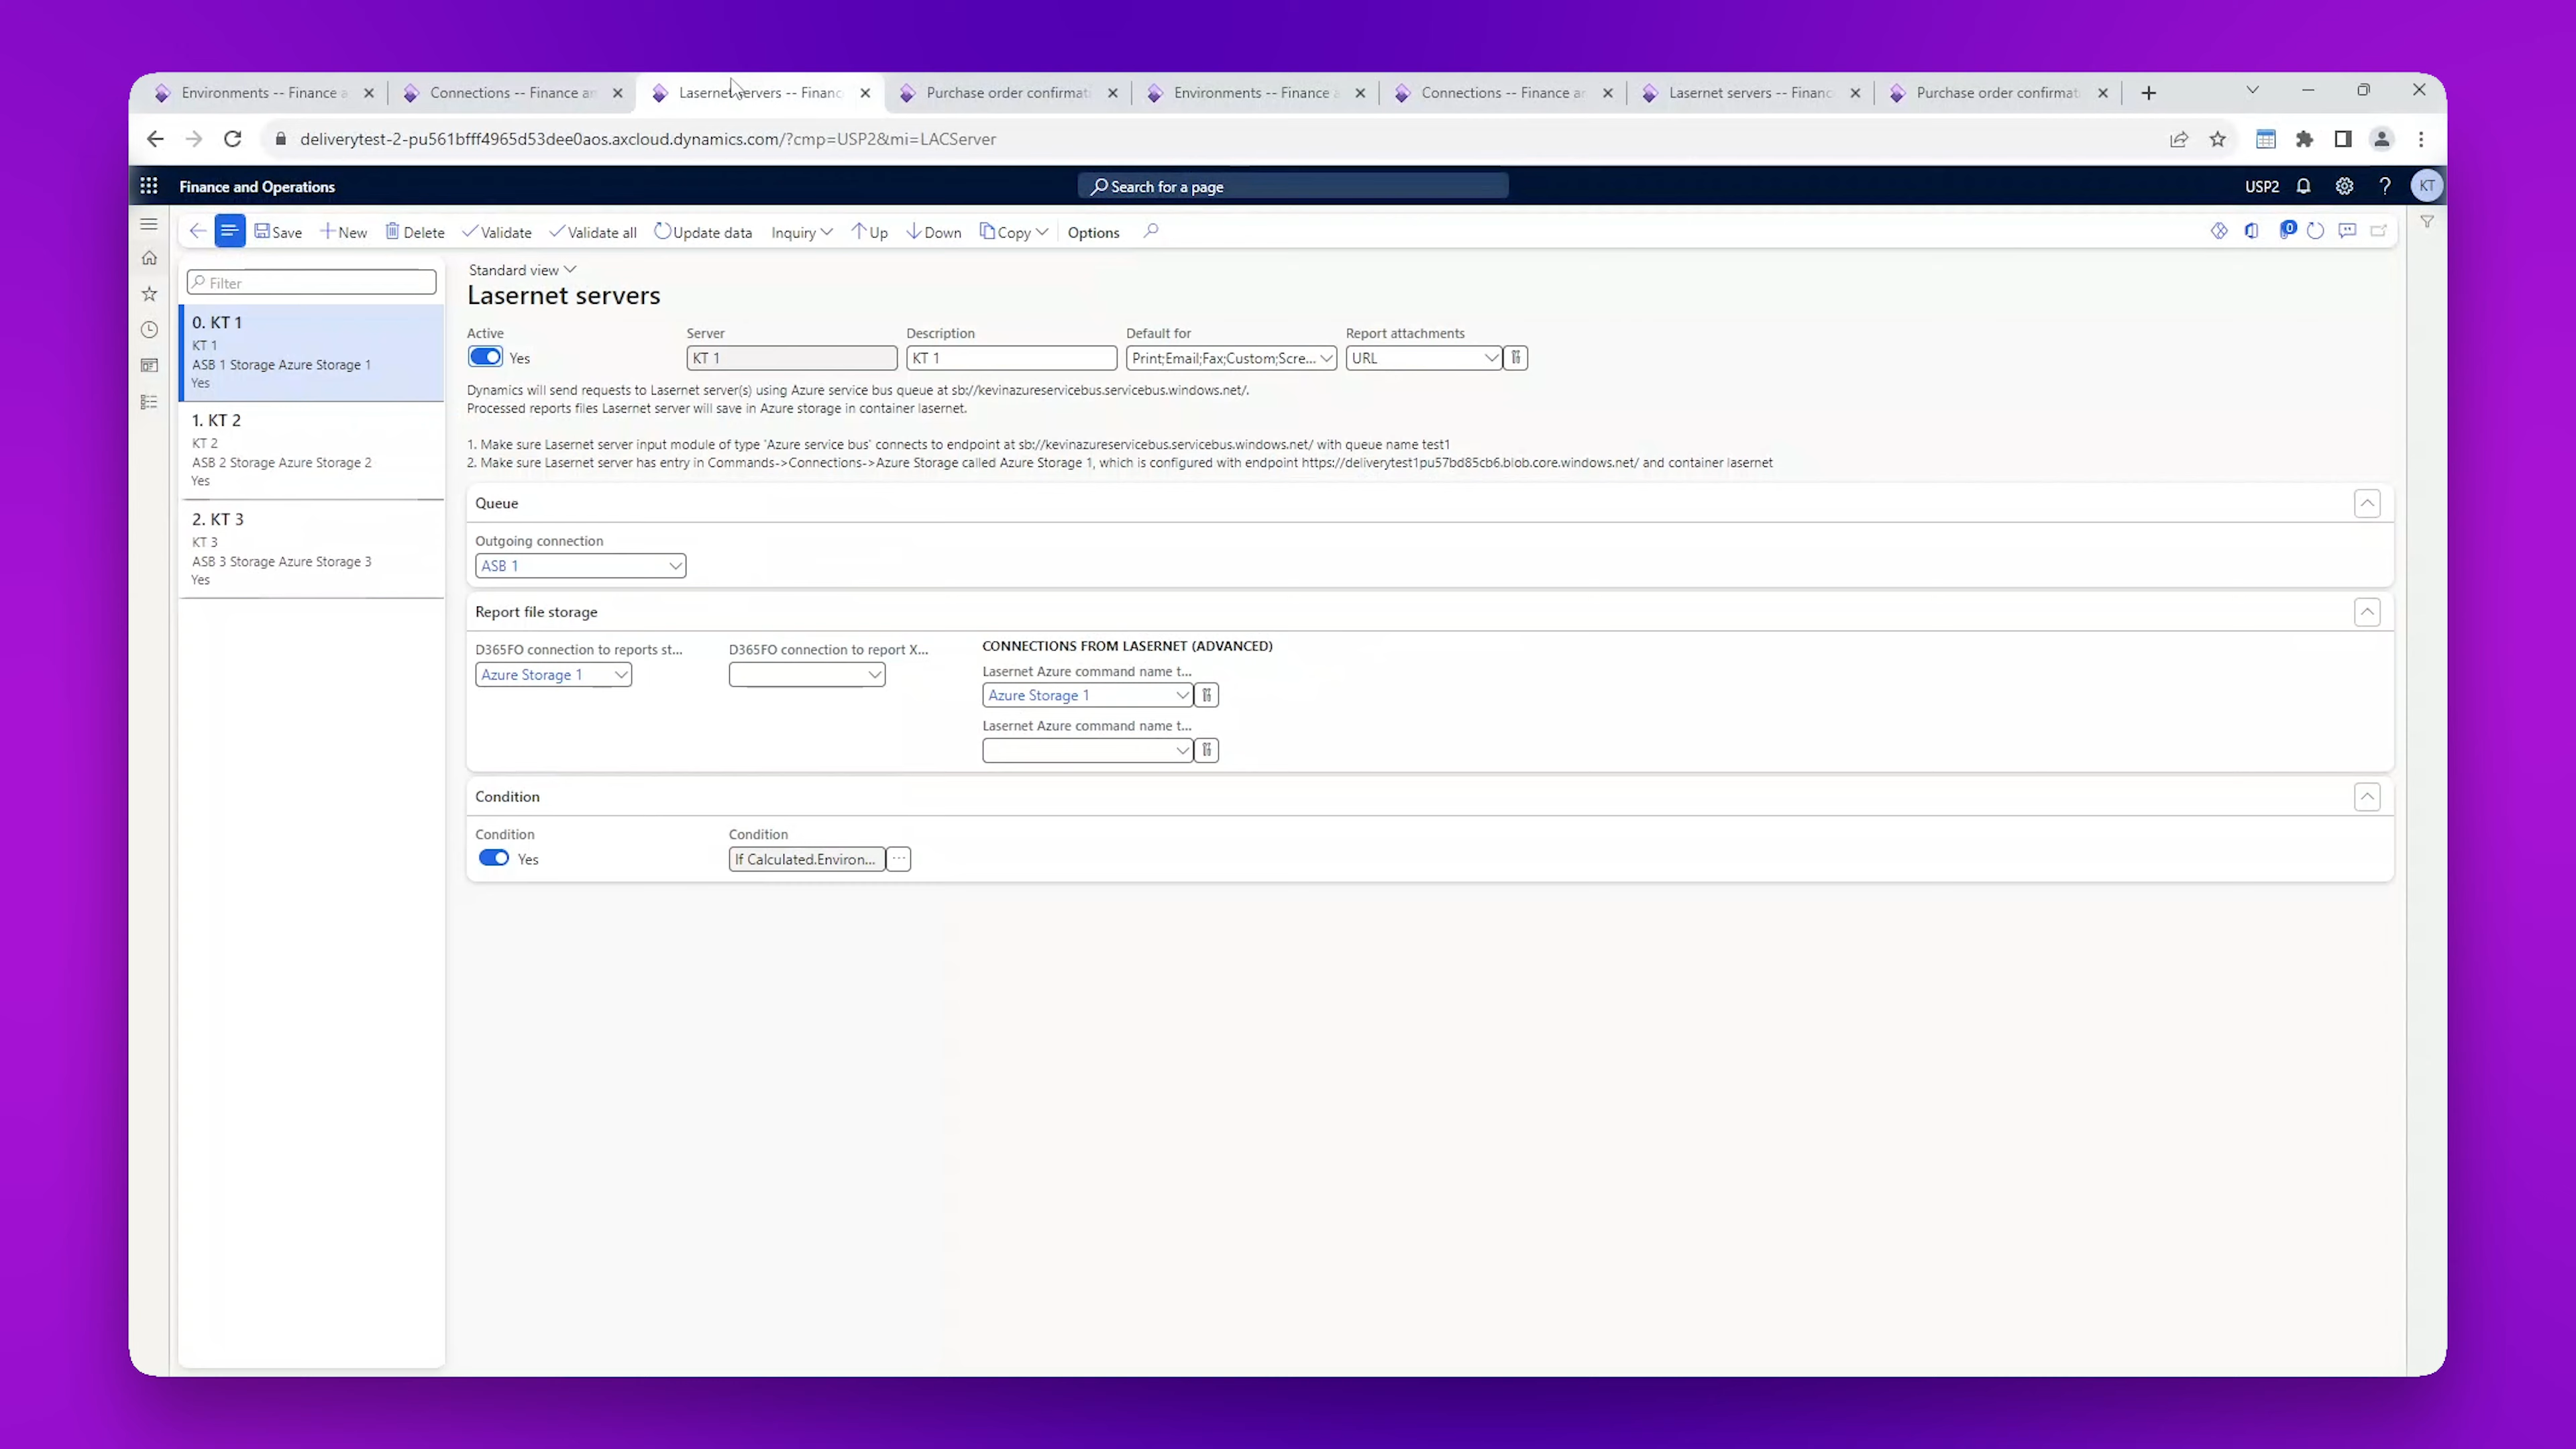 Environments -- Finance a
Connections -- Finance an
Lasernet servers -- Financ
Purchase order confirmati
Environments -- Finance a
Connections -- Finance an
Lasernet servers -- Financ
Purchase order confirmati
deliverytest-2-pu561bfff4965d53dee0aos.axcloud.dynamics.com/?cmp=USP2&mi=LACServer
Finance and Operations
Search for a page
USP2
KT
Save
New
Delete
Validate
Validate all
Update data
Inquiry
Up
Down
Copy
Options
0
Filter
0. KT 1
KT 1
ASB 1 Storage Azure Storage 1
Yes
1. KT 2
KT 2
ASB 2 Storage Azure Storage 2
Yes
2. KT 3
KT 3
ASB 3 Storage Azure Storage 3
Yes
Standard view
Lasernet servers
Active
Server
Description
Default for
Report attachments
Yes
KT 1
KT 1
Print;Email;Fax;Custom;Scre...
URL
Dynamics will send requests to Lasernet server(s) using Azure service bus queue at sb://kevinazureservicebus.servicebus.windows.net/.
Processed reports files Lasernet server will save in Azure storage in container lasernet.
1. Make sure Lasernet server input module of type 'Azure service bus' connects to endpoint at sb://kevinazureservicebus.servicebus.windows.net/ with queue name test1
2. Make sure Lasernet server has entry in Commands->Connections->Azure Storage called Azure Storage 1, which is configured with endpoint https://deliverytest1pu57bd85cb6.blob.core.windows.net/ and container lasernet
Queue
Outgoing connection
ASB 1
Report file storage
D365FO connection to reports st...
Azure Storage 1
D365FO connection to report X...
CONNECTIONS FROM LASERNET (ADVANCED)
Lasernet Azure command name t...
Azure Storage 1
Lasernet Azure command name t...
Condition
Condition
Yes
Condition
If Calculated.Environ...